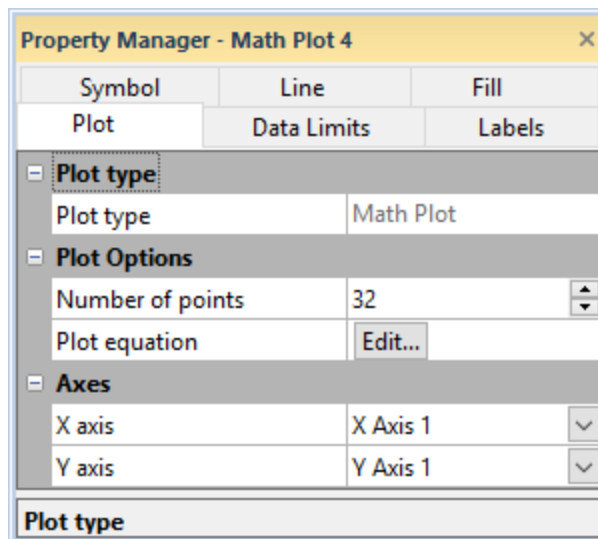 Property Manager - Math Plot 4
Symbol Line Fill
Plot Data Limits Labels
Plot type
Plot type Math Plot
Plot Options
Number of points 32
Plot equation Edit...
Axes
X axis X Axis 1
Y axis Y Axis 1
Plot type